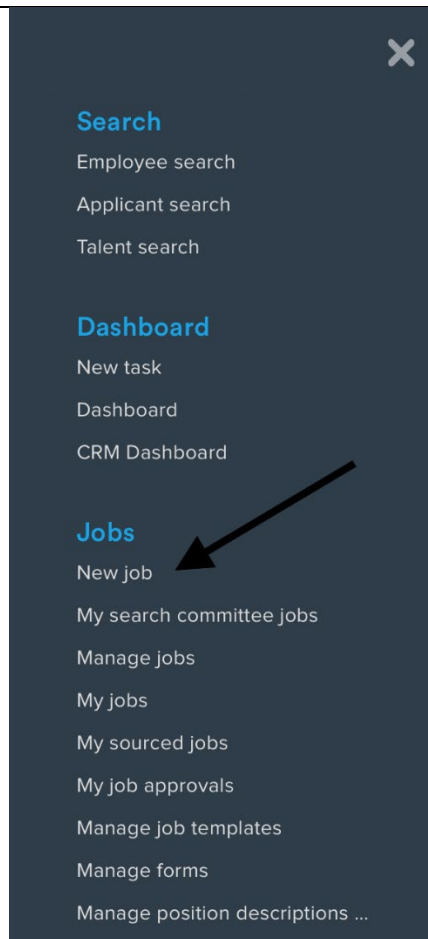 Search
Employee search
Applicant search
Talent search
Dashboard
New task
Dashboard
CRM Dashboard
Jobs
New job
My search committee jobs
Manage jobs
My jobs
My sourced jobs
My job approvals
Manage job templates
Manage forms
Manage position descriptions ...